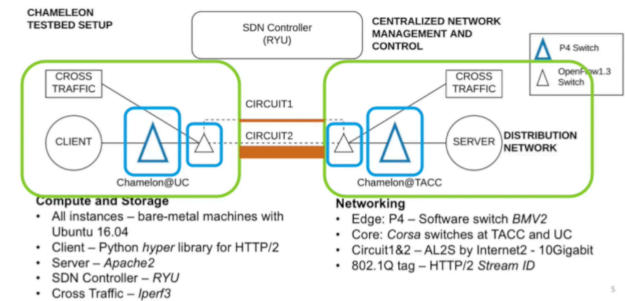 CHAMELEON
TESTBED SETUP
SDN Controller
(RYU)
CENTRALIZED NETWORK
MANAGEMENT AND
CONTROL
P4 Switch
OpenFlow1.3
Switch
CROSS
TRAFFIC
CROSS
TRAFFIC
CIRCUIT1
CIRCUIT2
CLIENT
SERVER
DISTRIBUTION
NETWORK
Chamelon@UC
Chamelon@TACC
Compute and Storage
• All instances – bare-metal machines with
Ubuntu 16.04
• Client – Python hyper library for HTTP/2
• Server – Apache2
• SDN Controller – RYU
• Cross Traffic – Iperf3
Networking
• Edge: P4 – Software switch BMV2
• Core: Corsa switches at TACC and UC
• Circuit1&2 – AL2S by Internet2 - 10Gigabit
• 802.1Q tag – HTTP/2 Stream ID
5